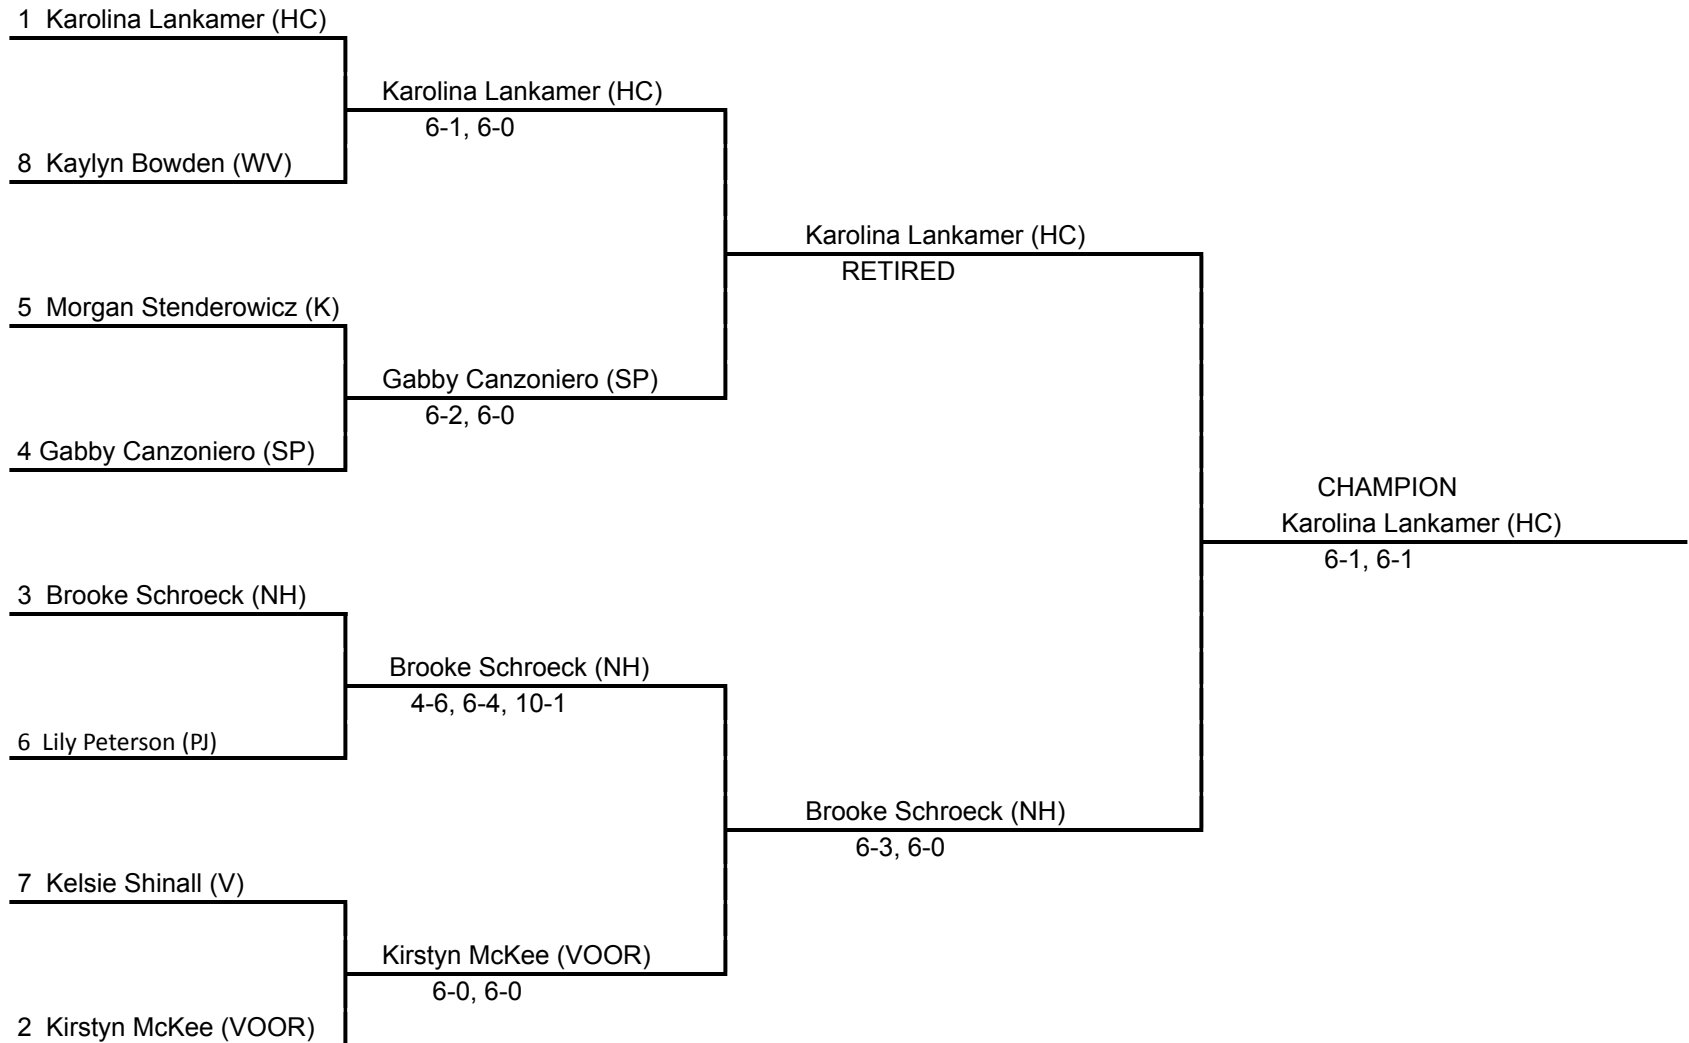 1 Karolina Lankamer (HC)
Karolina Lankamer (HC)
6-1, 6-0
8 Kaylyn Bowden (WV)
Karolina Lankamer (HC)
RETIRED
5 Morgan Stenderowicz (K)
Gabby Canzoniero (SP)
6-2, 6-0
4 Gabby Canzoniero (SP)
CHAMPION
Karolina Lankamer (HC)
6-1, 6-1
3 Brooke Schroeck (NH)
Brooke Schroeck (NH)
4-6, 6-4, 10-1
6 Lily Peterson (PJ)
Brooke Schroeck (NH)
6-3, 6-0
7 Kelsie Shinall (V)
Kirstyn McKee (VOOR)
6-0, 6-0
2 Kirstyn McKee (VOOR)